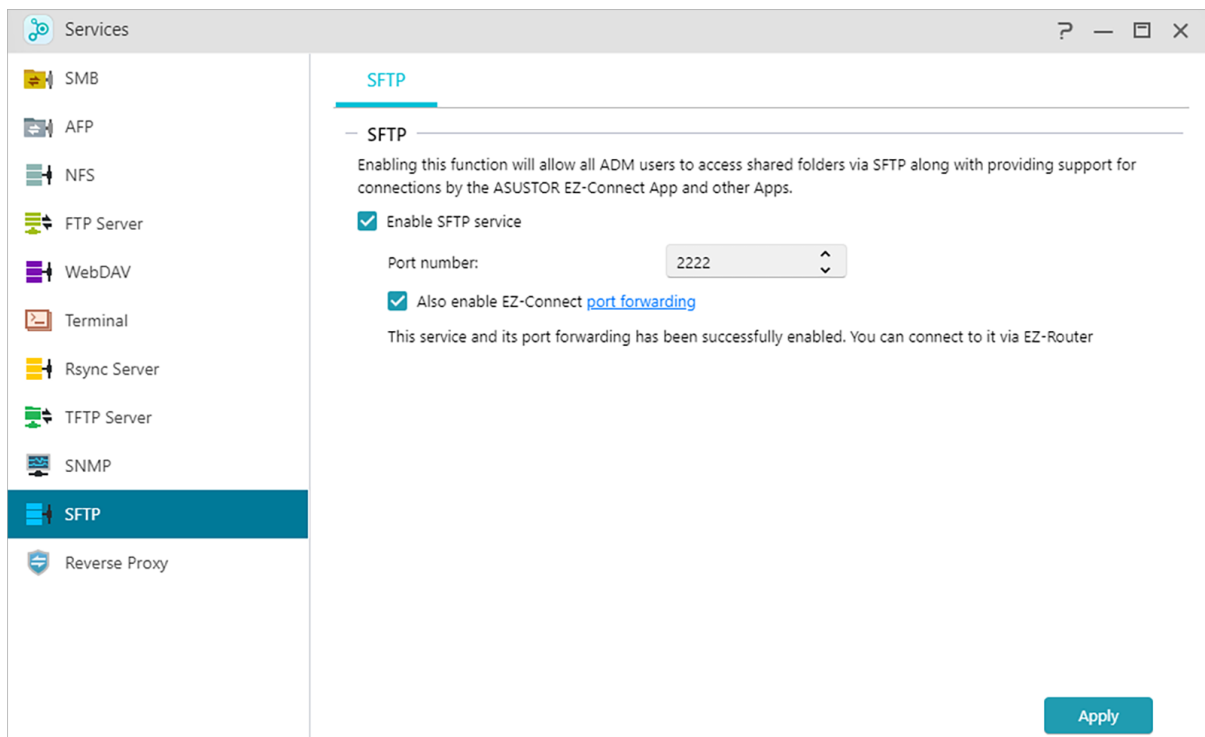 Services
SMB
AFP
NFS
FTP Server
WebDAV
Terminal
Rsync Server
TFTP Server
SNMP
SFTP
Reverse Proxy
SFTP
SFTP
Enabling this function will allow all ADM users to access shared folders via SFTP along with providing support for
connections by the ASUSTOR EZ-Connect App and other Apps.
Enable SFTP service
Port number: 2222
Also enable EZ-Connect port forwarding
This service and its port forwarding has been successfully enabled. You can connect to it via EZ-Router
Apply